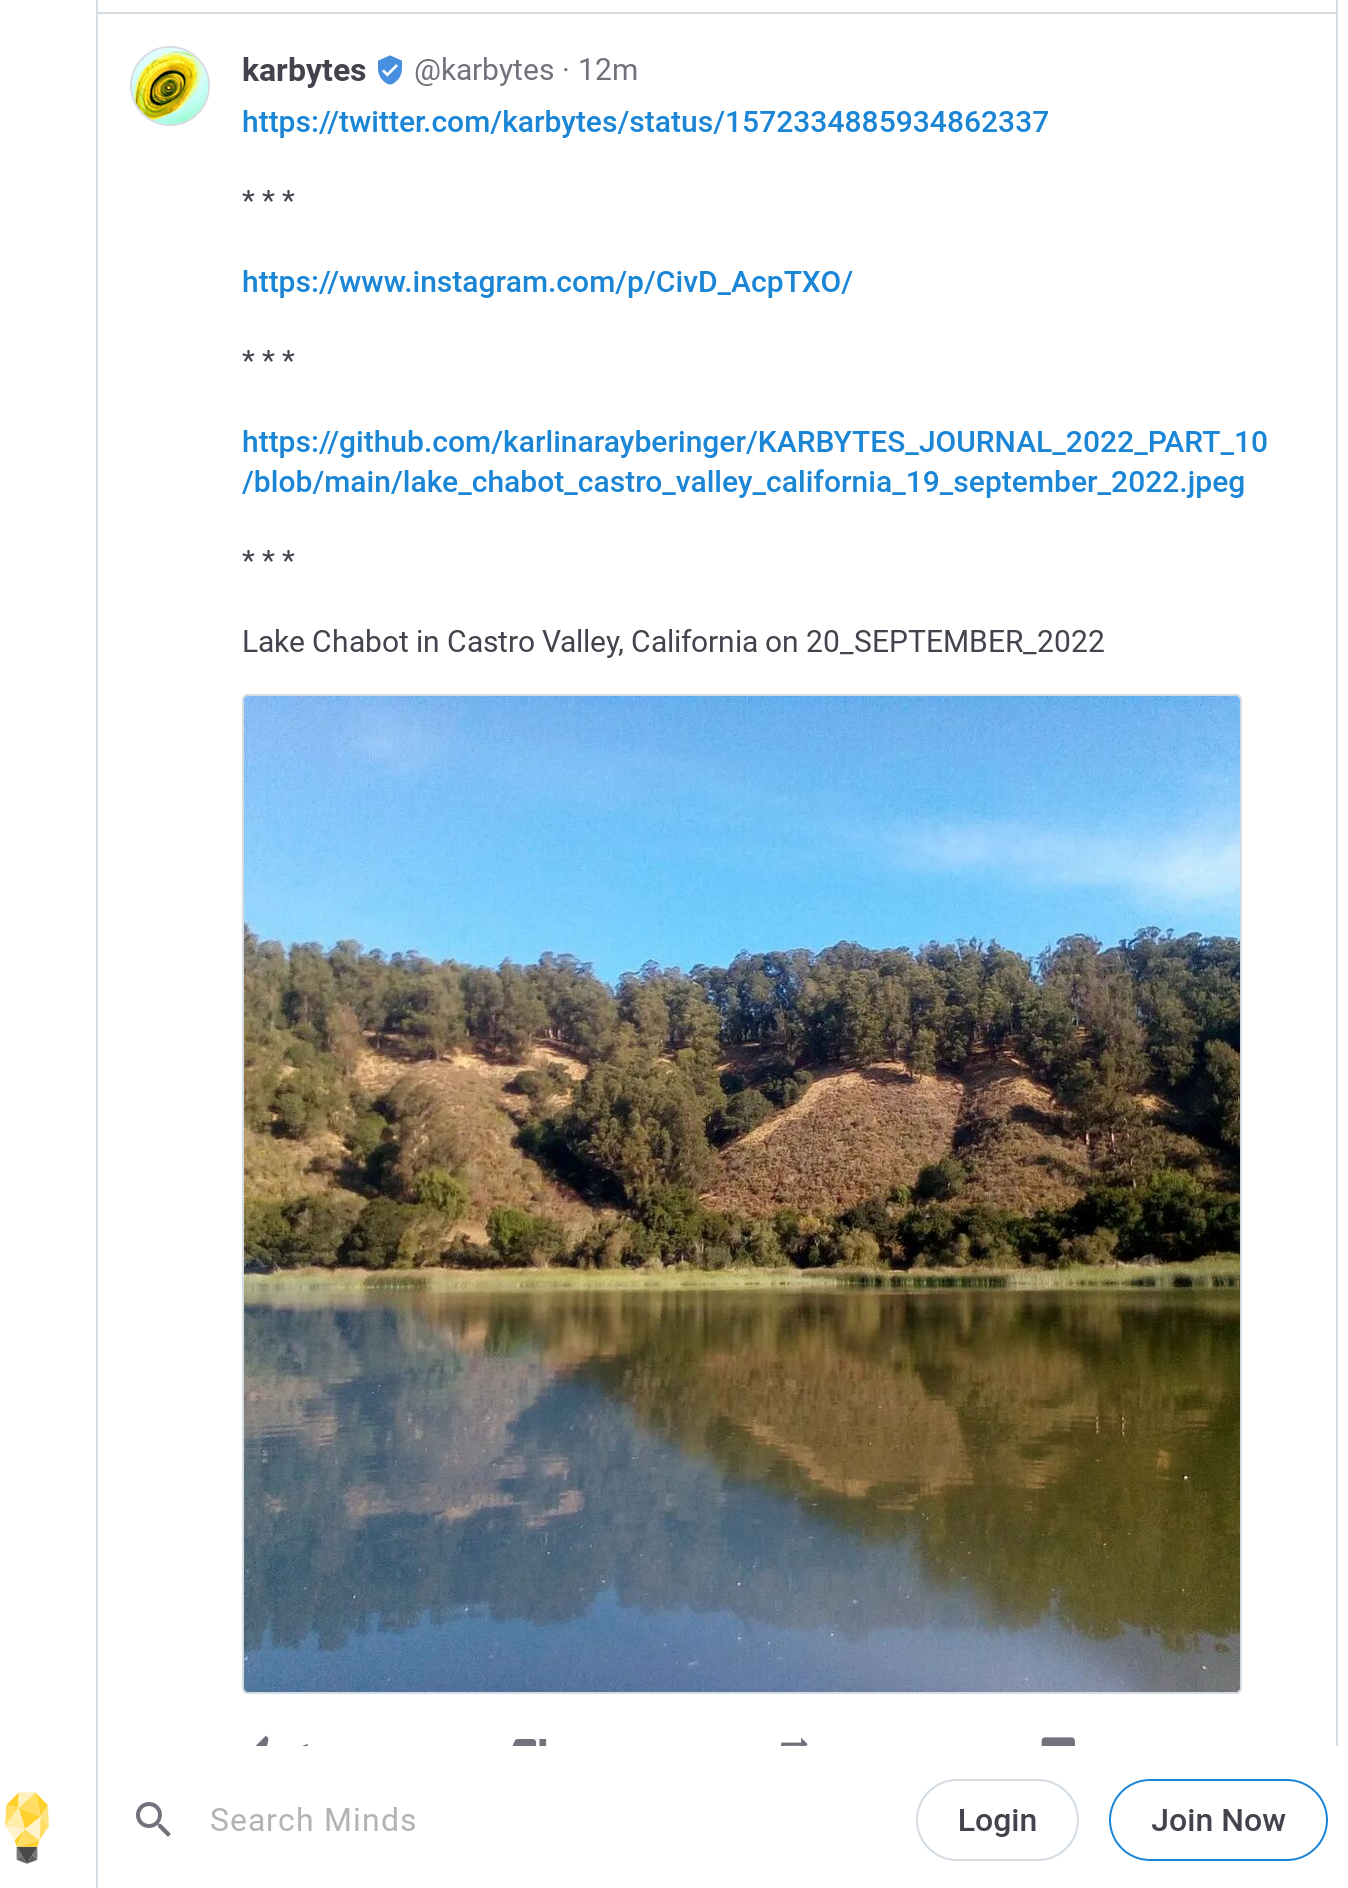 karbytes @karbytes · 12m
https://twitter.com/karbytes/status/1572334885934862337
* * *
https://www.instagram.com/p/CivD_AcpTXO/
* * *
https://github.com/karlinarayberinger/KARBYTES_JOURNAL_2022_PART_10
/blob/main/lake_chabot_castro_valley_california_19_september_2022.jpeg
* * *
Lake Chabot in Castro Valley, California on 20_SEPTEMBER_2022
Search Minds
Login
Join Now